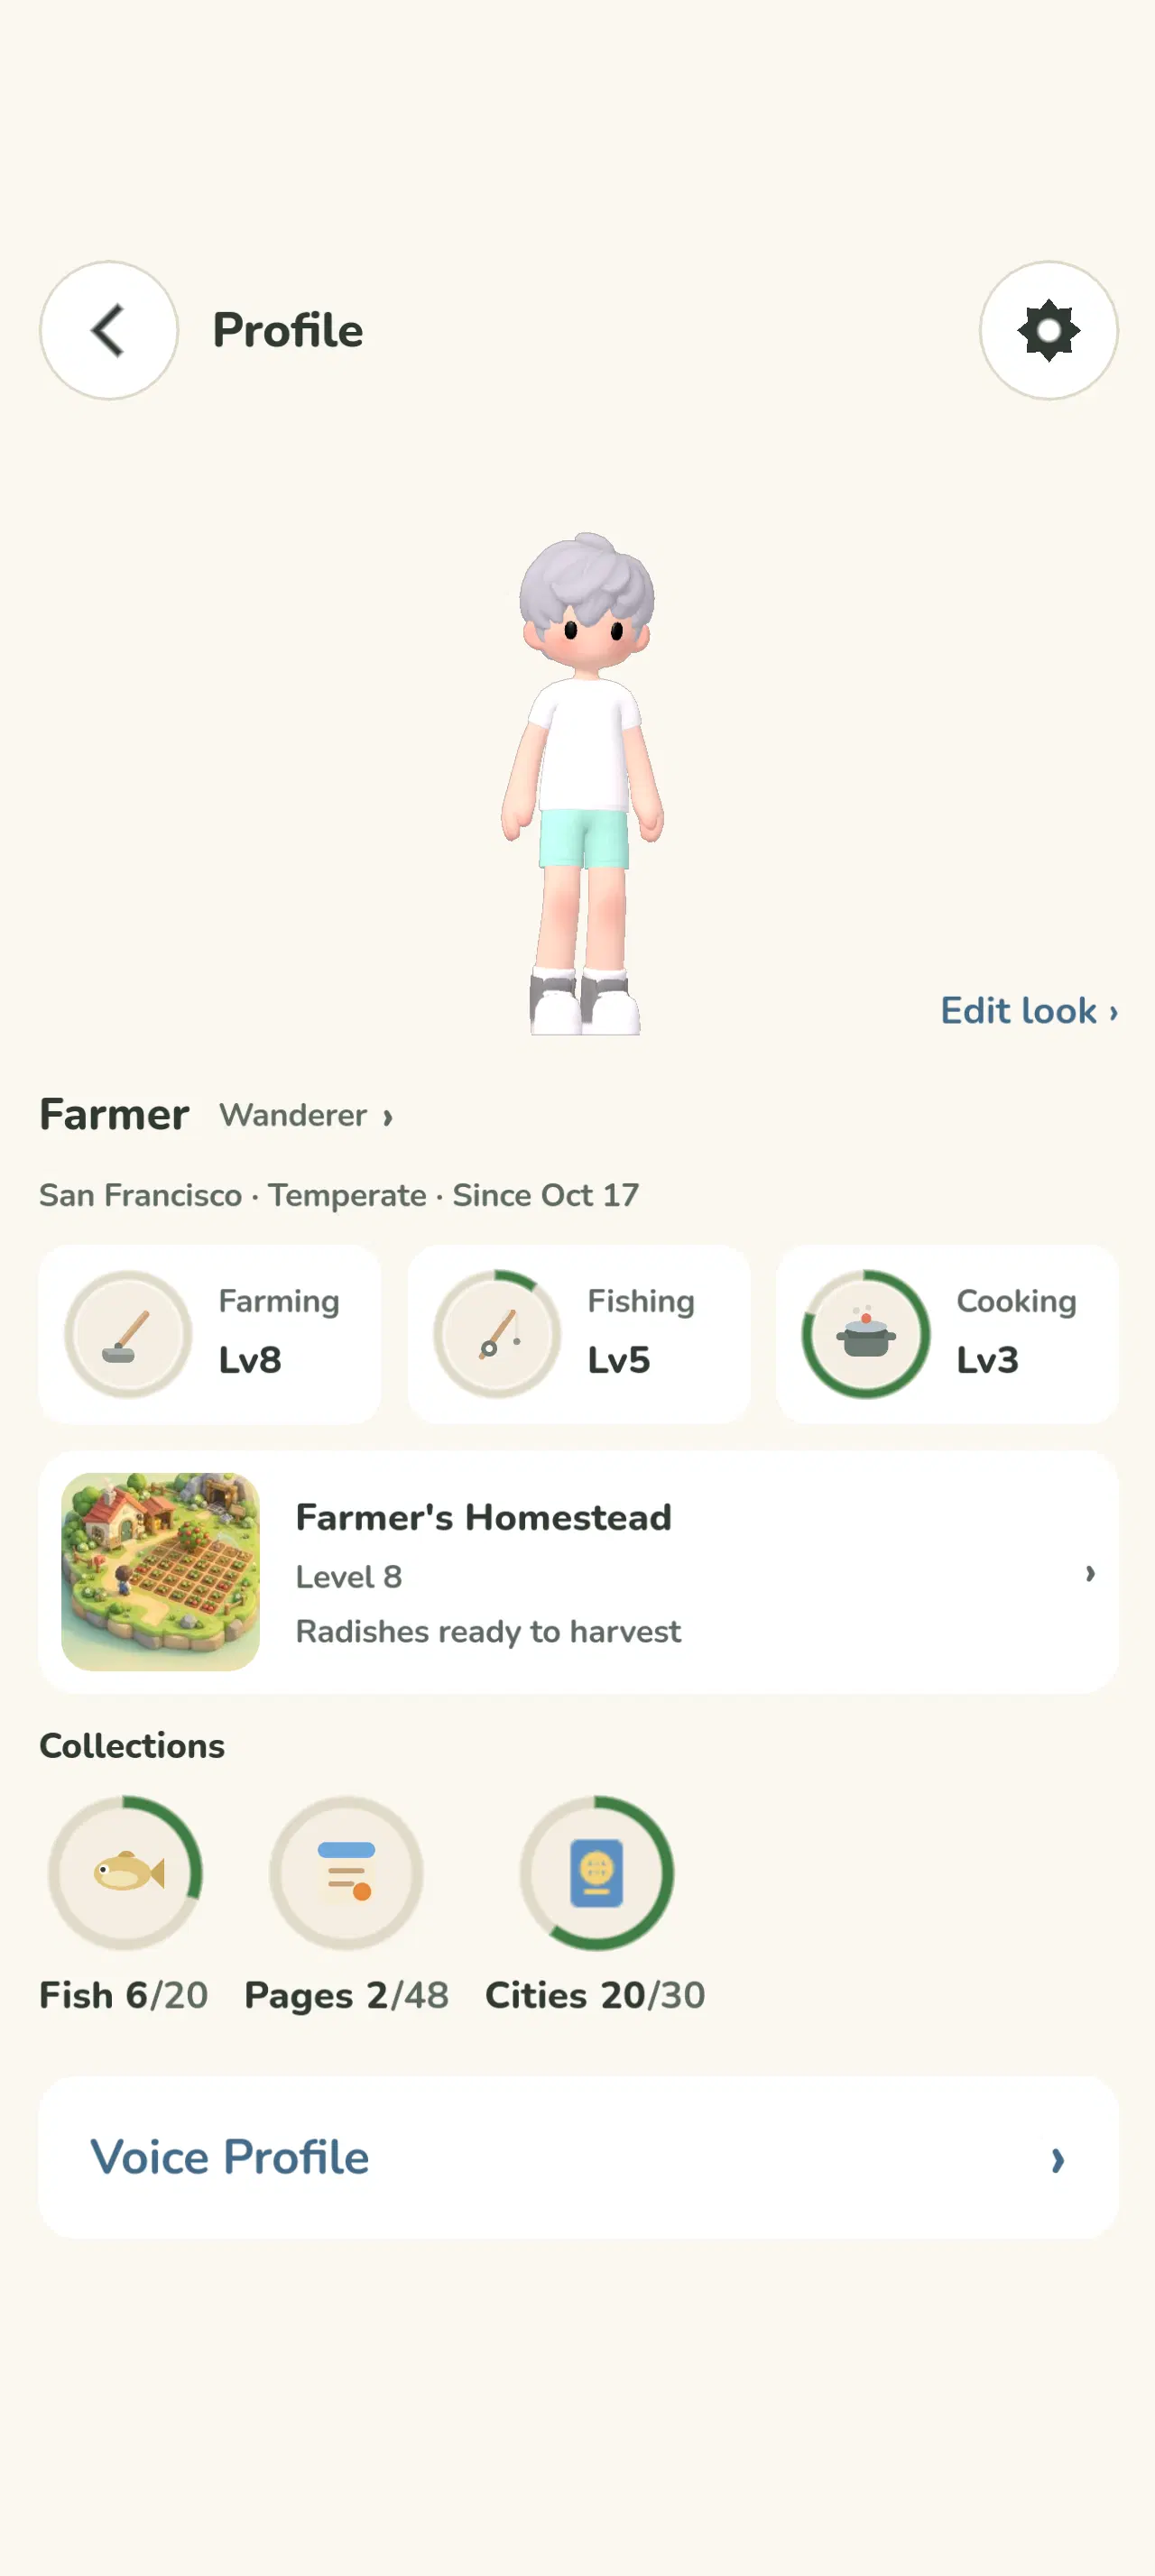 Profile
Edit look ›
Farmer Wanderer ›
San Francisco · Temperate · Since Oct 17
Farming
Lv8
Fishing
Lv5
Cooking
Lv3
Farmer's Homestead
Level 8
Radishes ready to harvest
›
Collections
Fish 6/20 Pages 2/48 Cities 20/30
Voice Profile ›